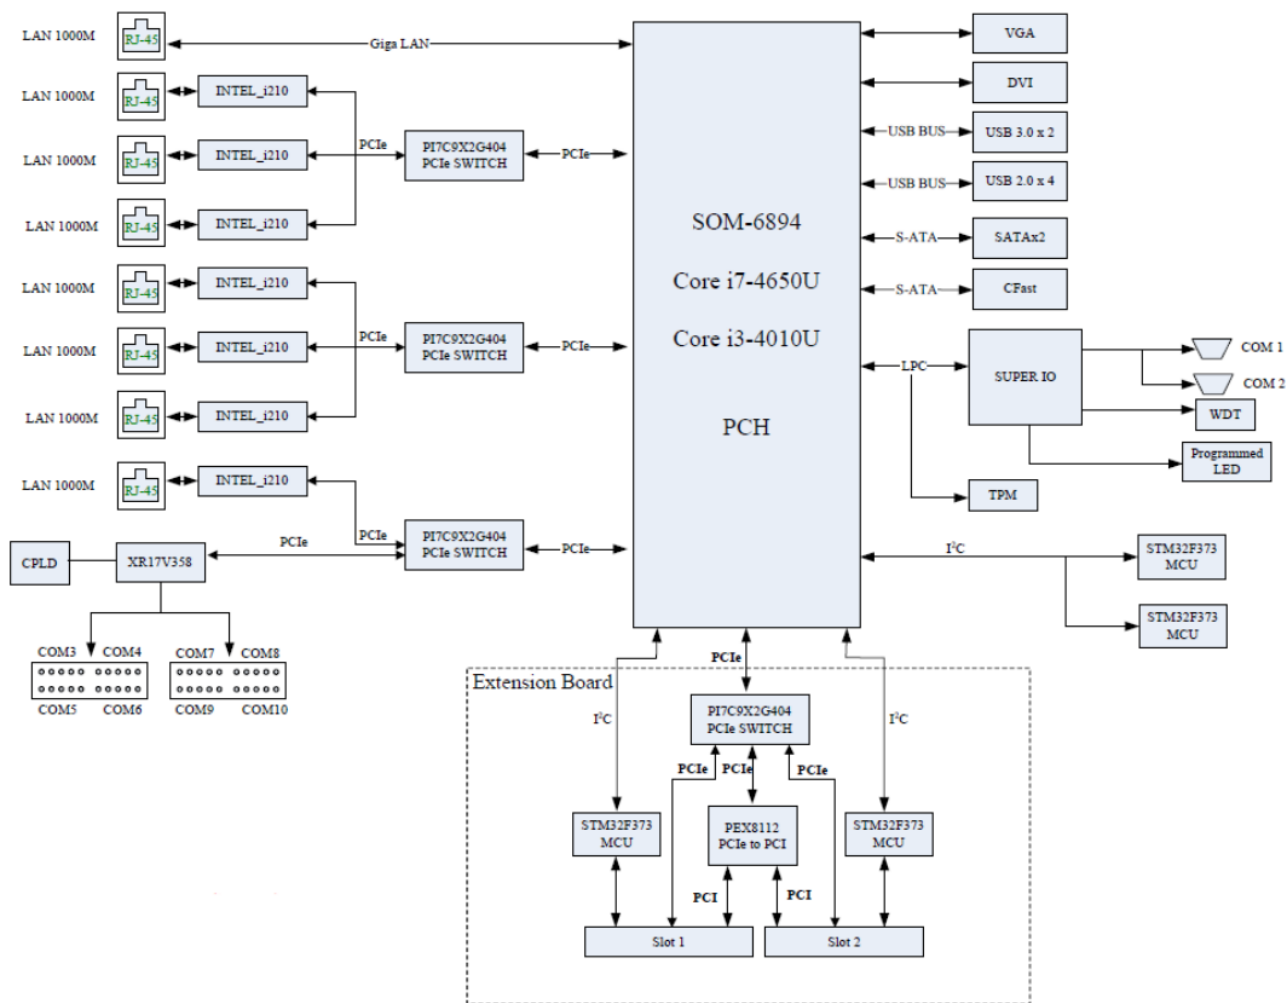 LAN 1000M
RJ-45
Giga LAN
LAN 1000M
RJ-45
INTEL_i210
LAN 1000M
RJ-45
INTEL_i210
PCIe
PI7C9X2G404
PCIe SWITCH
PCIe
LAN 1000M
RJ-45
INTEL_i210
LAN 1000M
RJ-45
INTEL_i210
LAN 1000M
RJ-45
INTEL_i210
PCIe
PI7C9X2G404
PCIe SWITCH
PCIe
LAN 1000M
RJ-45
INTEL_i210
LAN 1000M
RJ-45
INTEL_i210
PCIe
PCIe
PI7C9X2G404
PCIe SWITCH
PCIe
CPLD
XR17V358
COM3
COM4
COM7
COM8
COM5
COM6
COM9
COM10
SOM-6894
Core i7-4650U
Core i3-4010U
PCH
VGA
DVI
USB BUS
USB 3.0 x 2
USB BUS
USB 2.0 x 4
S-ATA
SATAx2
S-ATA
CFast
LPC
SUPER IO
COM 1
COM 2
WDT
Programmed
LED
TPM
I²C
STM32F373
MCU
STM32F373
MCU
PCIe
Extension Board
I²C
PI7C9X2G404
PCIe SWITCH
I²C
PCIe
PCIe
PCIe
STM32F373
MCU
PEX8112
PCIe to PCI
STM32F373
MCU
PCI
PCI
Slot 1
Slot 2